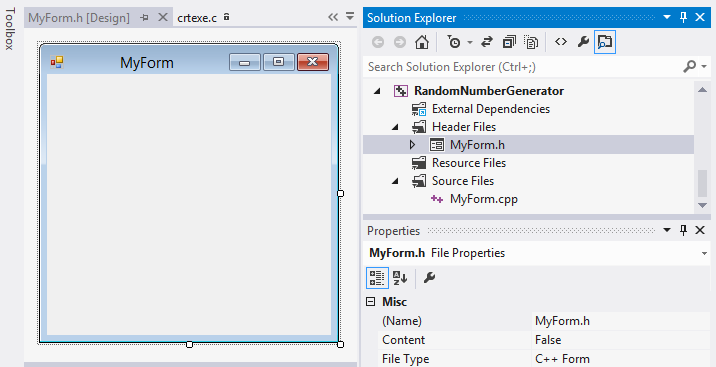 Toolbox
MyForm.h [Design]
crtexe.c
MyForm
Solution Explorer
Search Solution Explorer (Ctrl+;)
RandomNumberGenerator
External Dependencies
Header Files
MyForm.h
Resource Files
Source Files
MyForm.cpp
Properties
MyForm.h File Properties
Misc
(Name) MyForm.h
Content False
File Type C++ Form